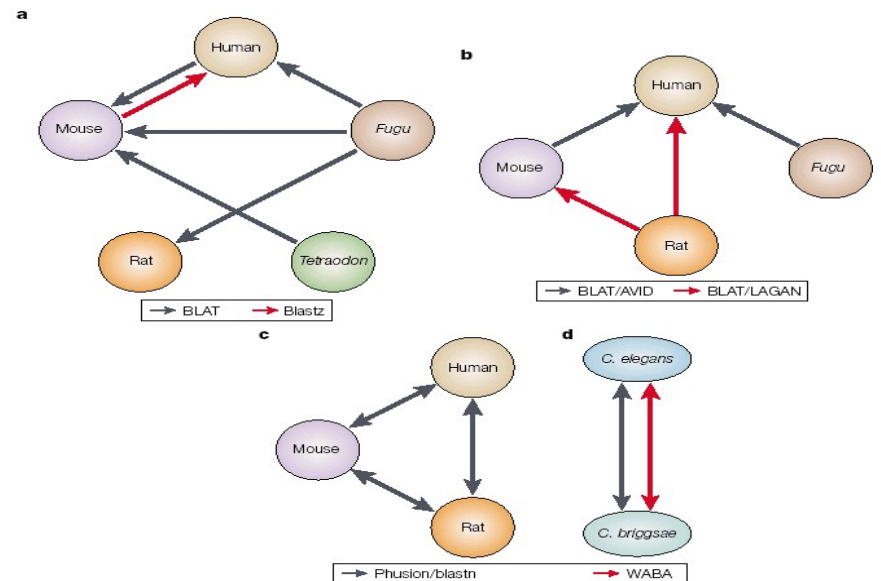 a
Human
Mouse
Fugu
Rat
Tetraodon
BLAT Blastz
b
Human
Mouse
Fugu
Rat
BLAT/AVID BLAT/LAGAN
c
Human
Mouse
Rat
d
C. elegans
C. briggsae
Phusion/blastn WABA